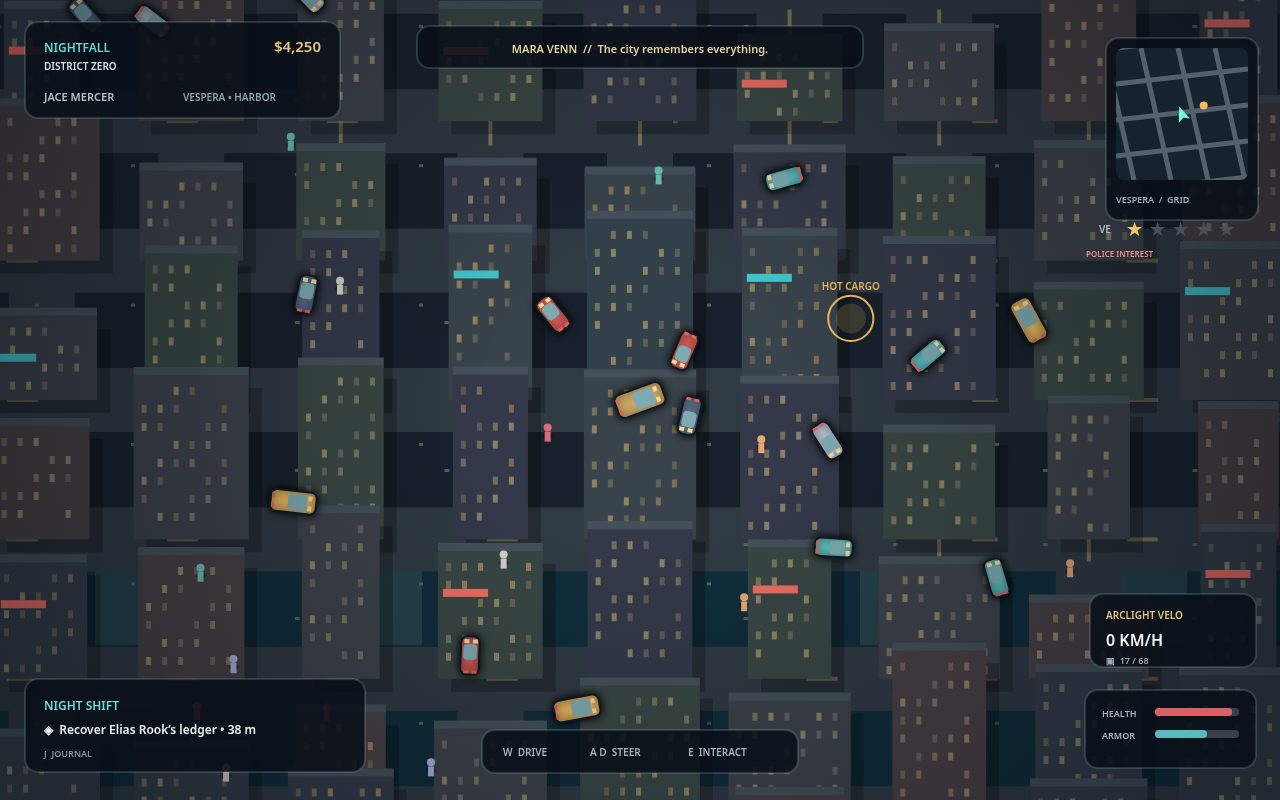 NIGHTFALL
$4,250
DISTRICT ZERO
JACE MERCER
VESPERA • HARBOR
MARA VENN // The city remembers everything.
VESPERA / GRID
VE
POLICE INTEREST
HOT CARGO
ARCLIGHT VELO
0 KM/H
17 / 68
NIGHT SHIFT
◈ Recover Elias Rook’s ledger • 38 m
J JOURNAL
W DRIVE
A D STEER
E INTERACT
HEALTH
ARMOR